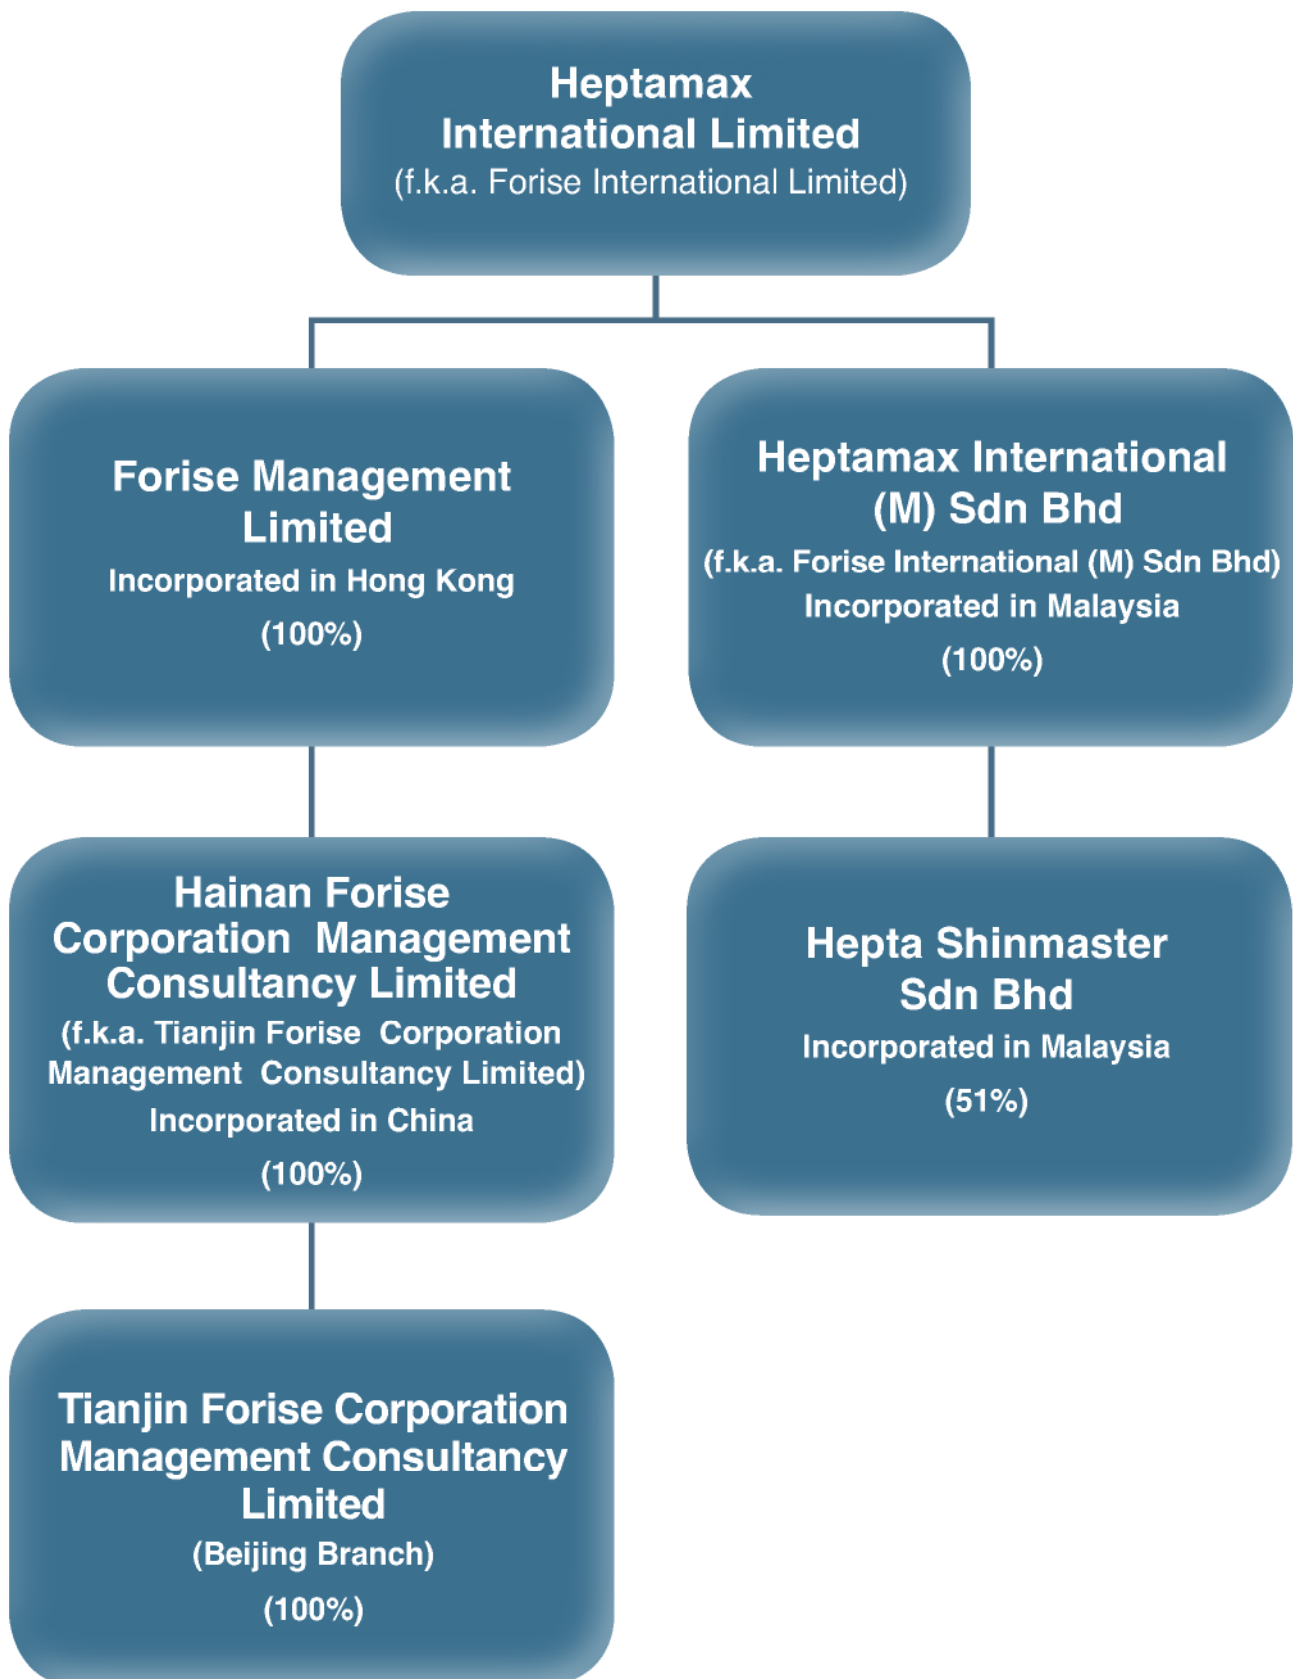 Heptamax
International Limited
(f.k.a. Forise International Limited)
Forise Management
Limited
Incorporated in Hong Kong
(100%)
Heptamax International
(M) Sdn Bhd
(f.k.a. Forise International (M) Sdn Bhd)
Incorporated in Malaysia
(100%)
Hainan Forise
Corporation Management
Consultancy Limited
(f.k.a. Tianjin Forise Corporation
Management Consultancy Limited)
Incorporated in China
(100%)
Hepta Shinmaster
Sdn Bhd
Incorporated in Malaysia
(51%)
Tianjin Forise Corporation
Management Consultancy
Limited
(Beijing Branch)
(100%)